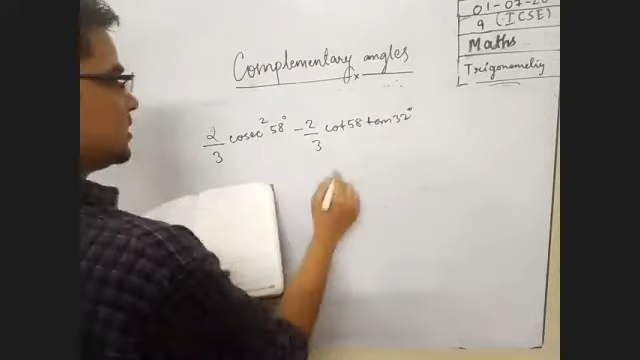 01-07-20
9 (ICSE)
Maths
Trigonometry
Complementary angles
2/3 cosec² 58° - 2/3 cot 58 tan 32°